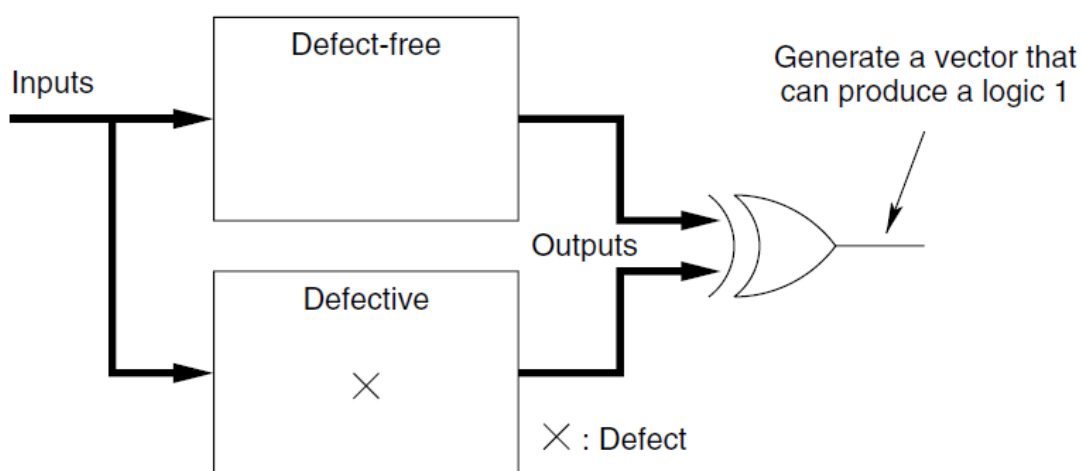 Defect-free
Inputs
Generate a vector that
can produce a logic 1
Outputs
Defective
: Defect